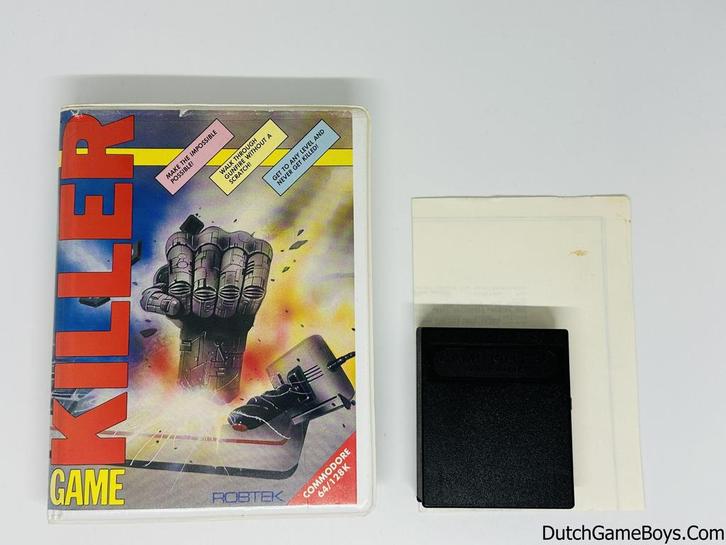 GAME KILLER
MAKE THE IMPOSSIBLE
POSSIBLE!
WALK THROUGH
GUNFIRE WITHOUT A
SCRATCH!
GET TO ANY LEVEL AND
NEVER GET KILLED!
ROBTEK
COMMODORE
64/128K
DutchGameBoys.Com